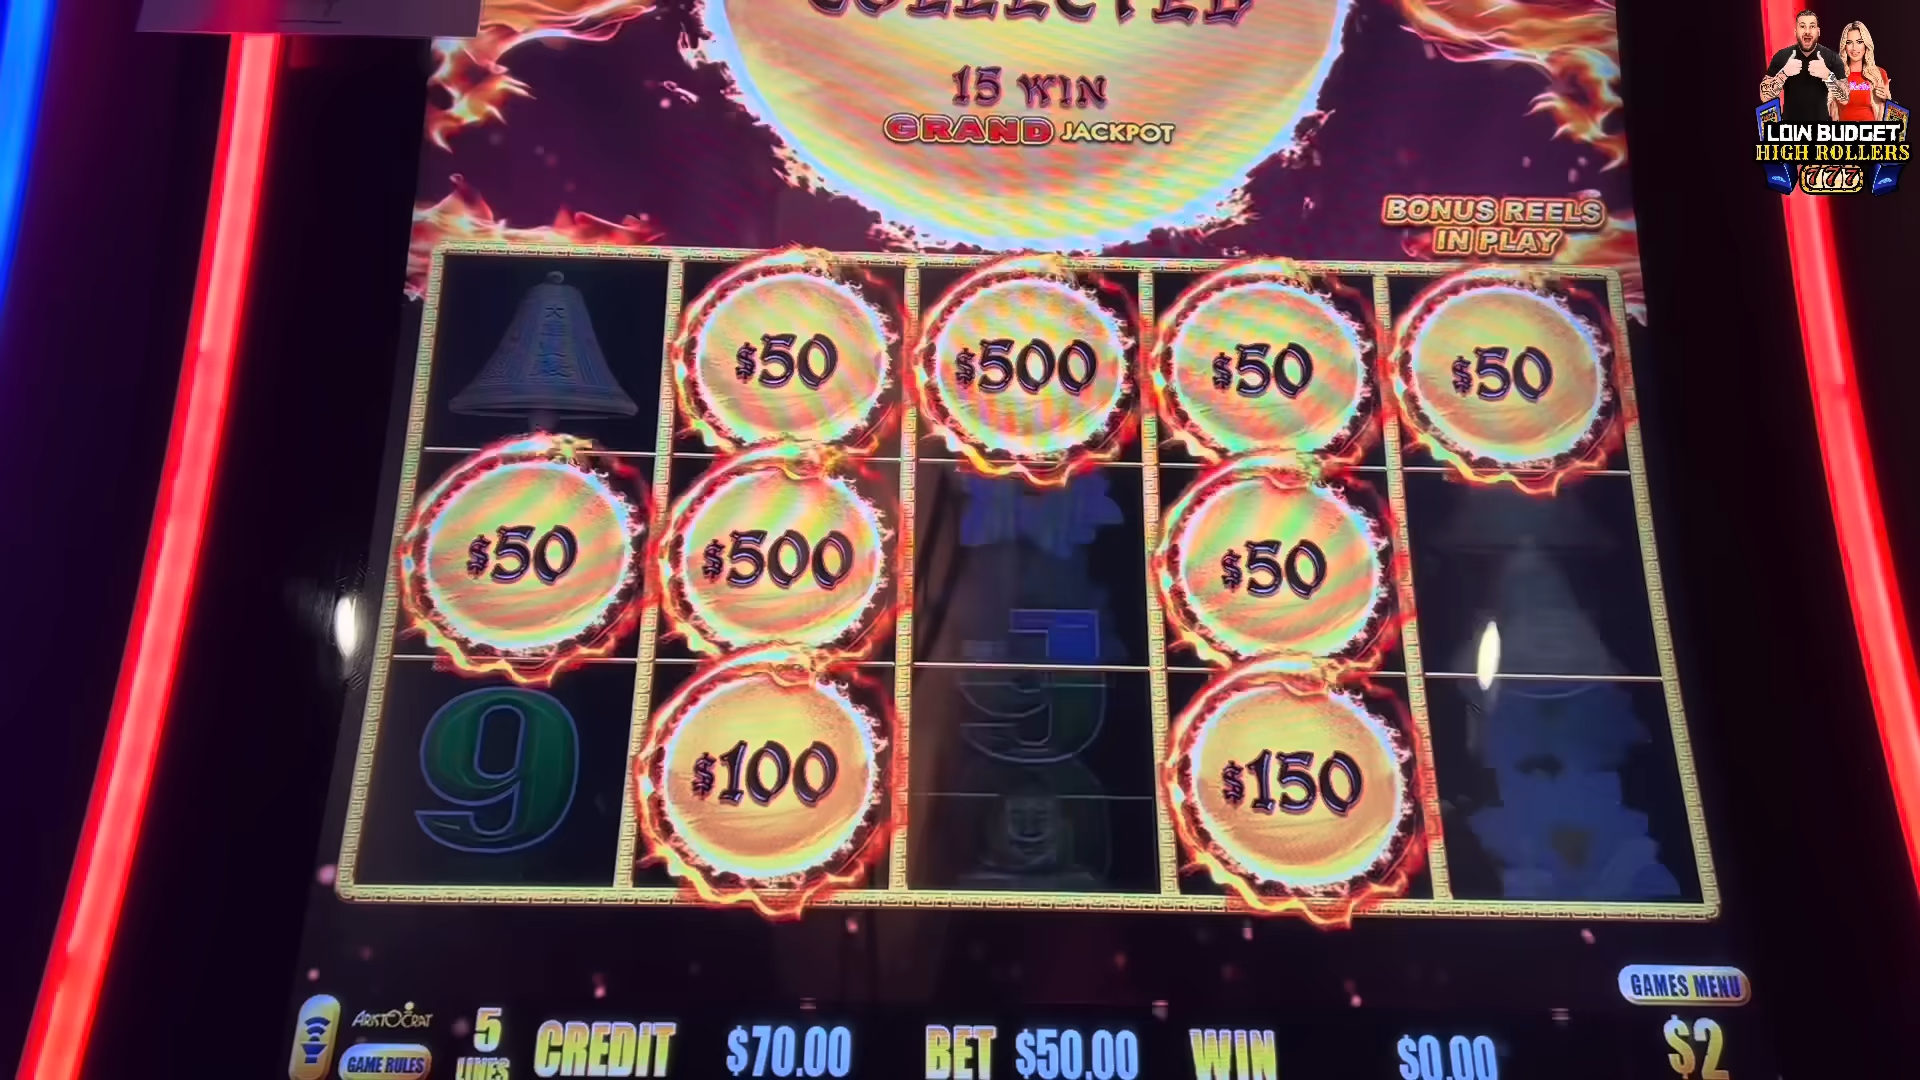 COLLECTED
15 WIN
GRAND JACKPOT
LOW BUDGET
HIGH ROLLERS
777
BONUS REELS
IN PLAY
$50
$500
$50
$50
$50
$500
$50
9
$100
$150
GAMES MENU
ARISTOCRAT
GAME RULES
5
LINES
CREDIT $70.00 BET $50.00 WIN $0.00
$2